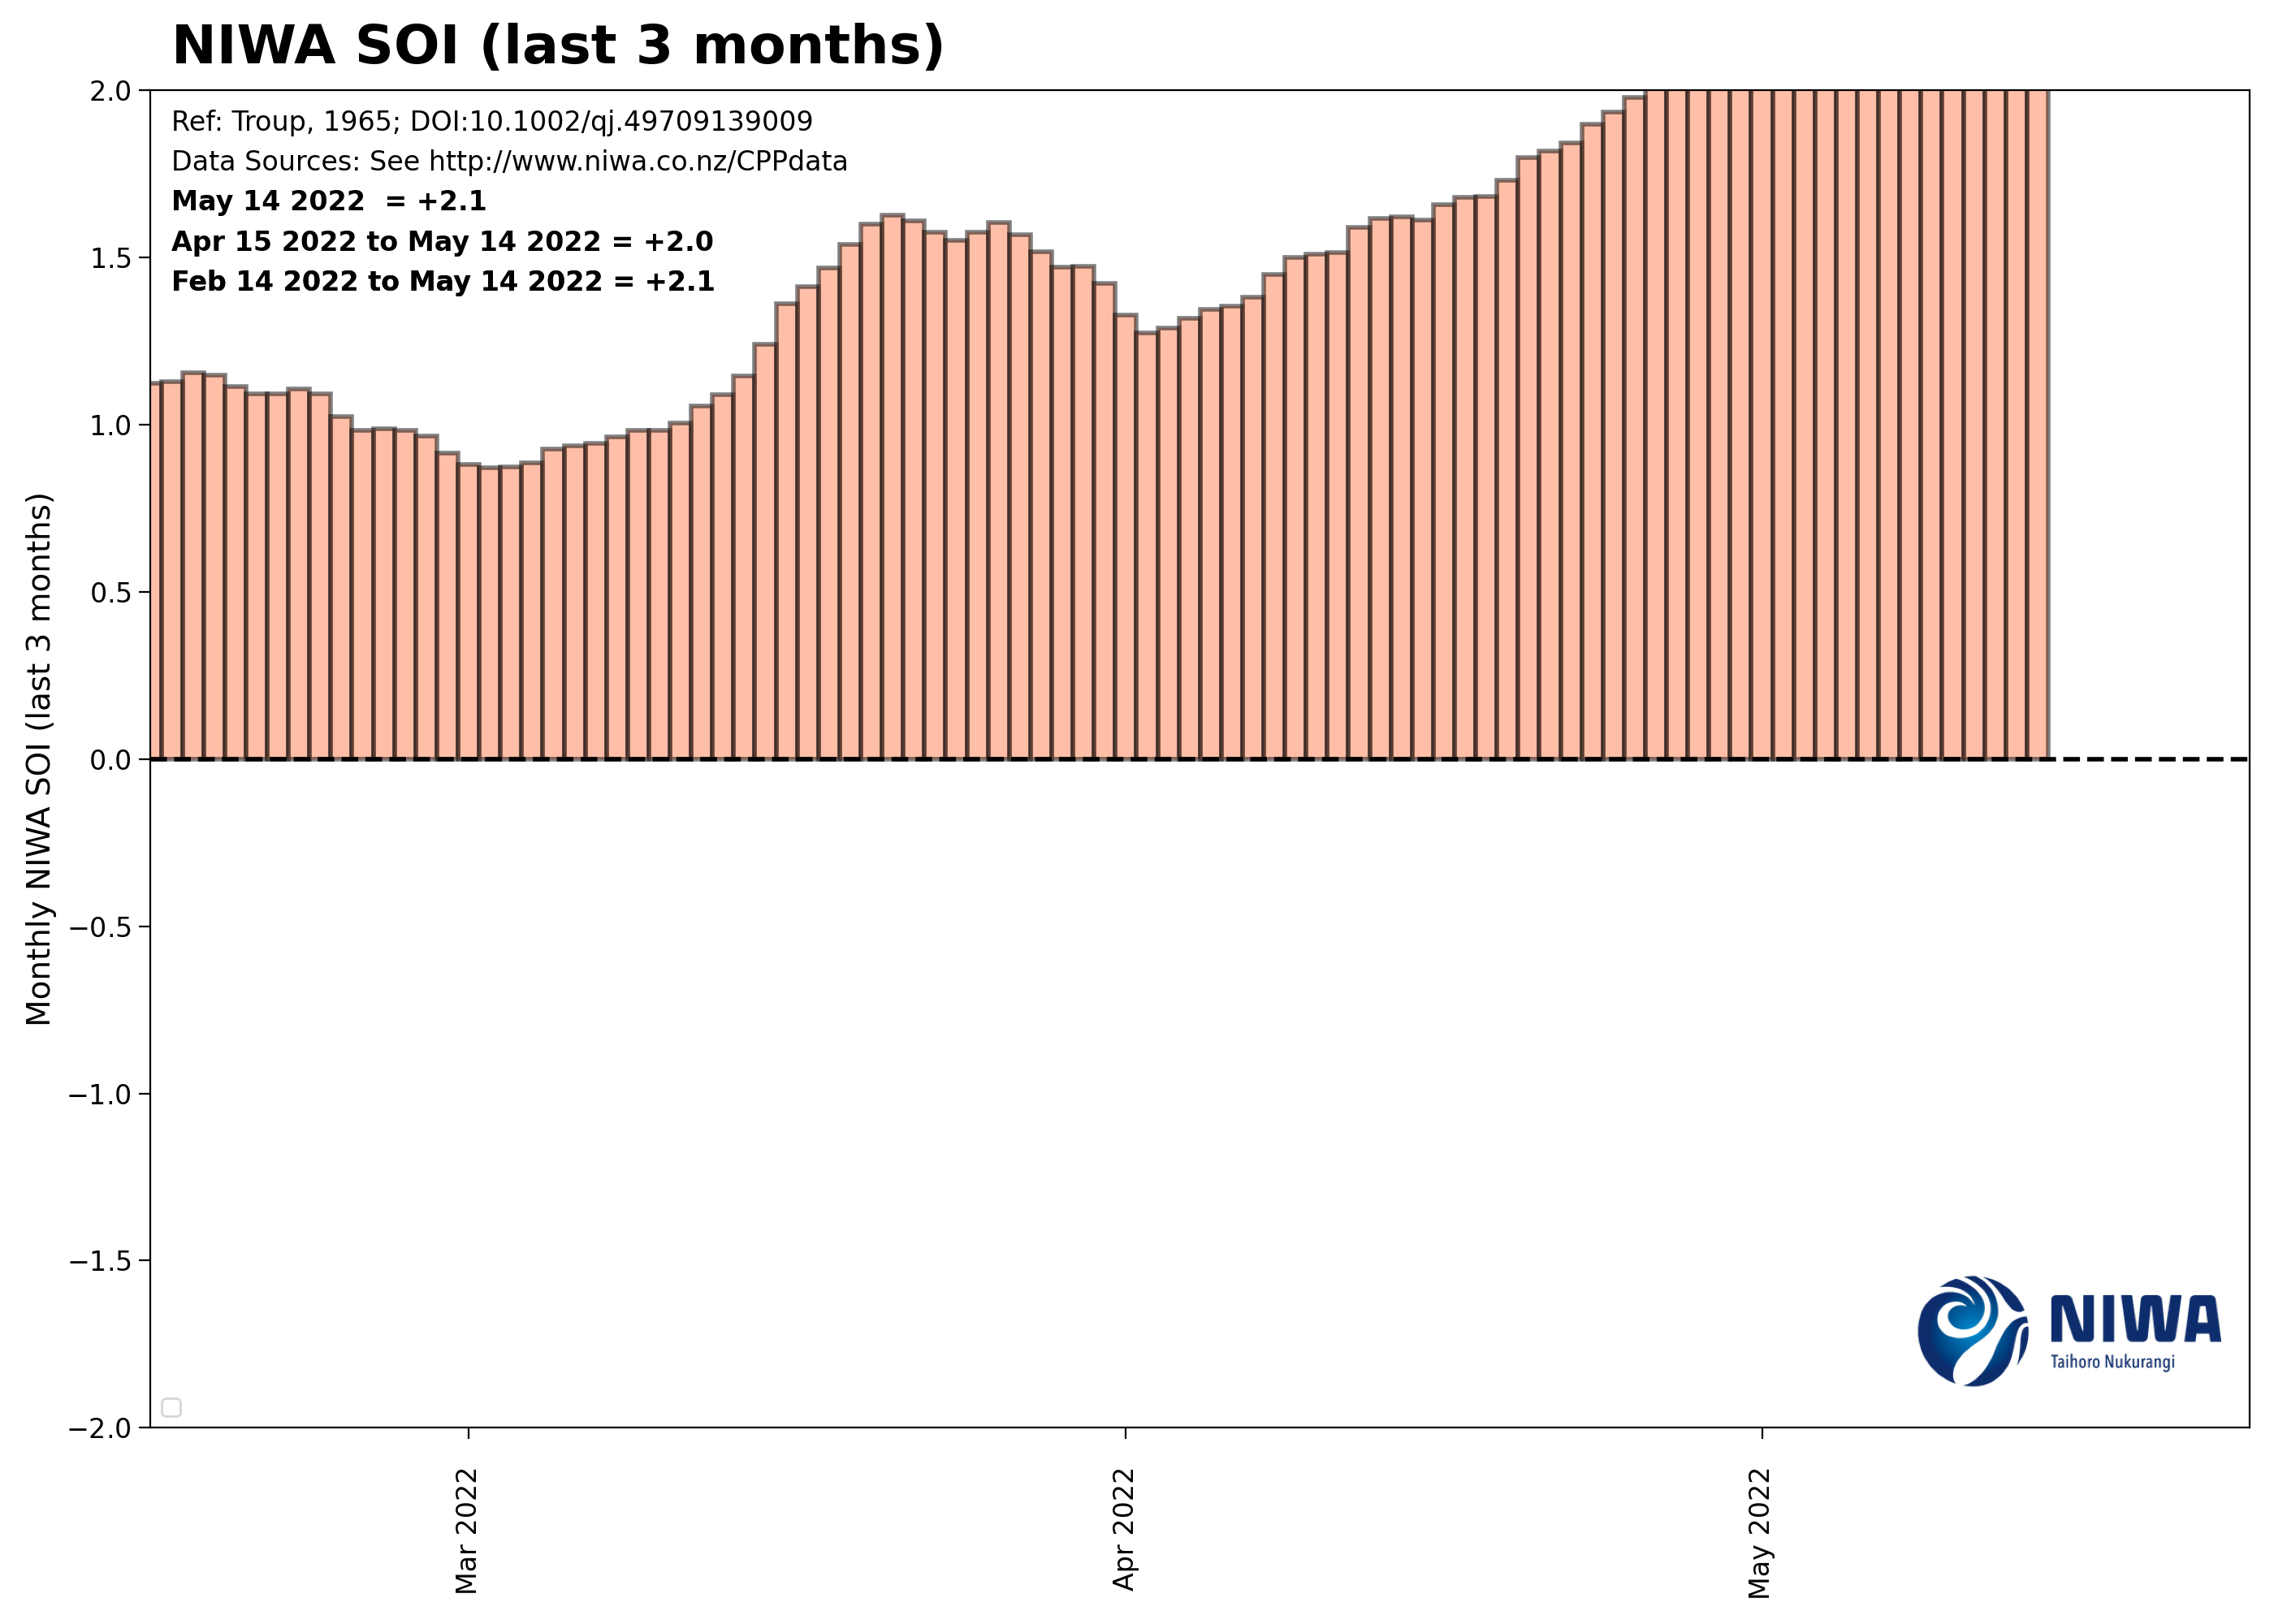 NIWA SOI (last 3 months)
Ref: Troup, 1965; DOI:10.1002/qj.49709139009
Data Sources: See http://www.niwa.co.nz/CPPdata
May 14 2022  = +2.1
Apr 15 2022 to May 14 2022 = +2.0
Feb 14 2022 to May 14 2022 = +2.1
Monthly NIWA SOI (last 3 months)
2.0
1.5
1.0
0.5
0.0
−0.5
−1.0
−1.5
−2.0
Mar 2022
Apr 2022
May 2022
NIWA
Taihoro Nukurangi